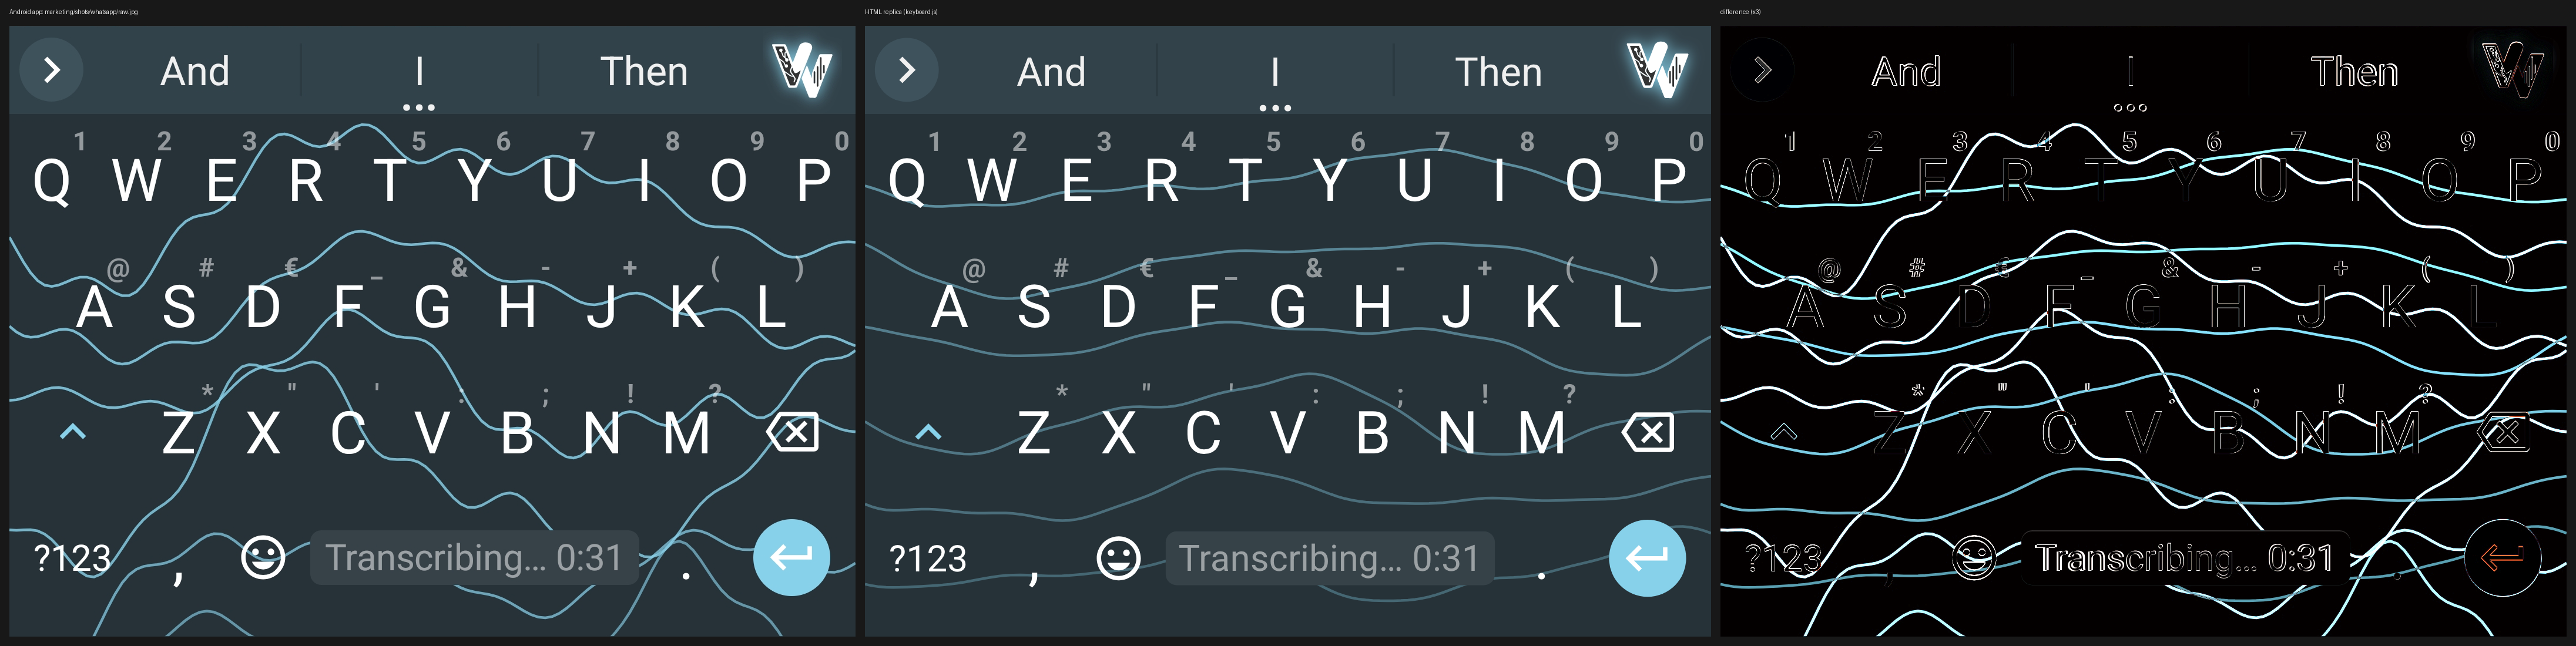 Android app: marketing/shots/whatsapp/raw.jpg
HTML replica (keyboard.js)
difference (x3)
And I Then
1 2 3 4 5 6 7 8 9 0
Q W E R T Y U I O P
@ # € _ & - + ( )
A S D F G H J K L
* " ' : ; ! ?
Z X C V B N M
?123 , Transcribing... 0:31 .
And I Then
1 2 3 4 5 6 7 8 9 0
Q W E R T Y U I O P
@ # € _ & - + ( )
A S D F G H J K L
* " ' : ; ! ?
Z X C V B N M
?123 , Transcribing... 0:31 .
And I Then
1 2 3 4 5 6 7 8 9 0
Q W E R T Y U I O P
@ # € _ & - + ( )
A S D F G H J K L
* " ' : ; ! ?
Z X C V B N M
?123 , Transcribing... 0:31 .